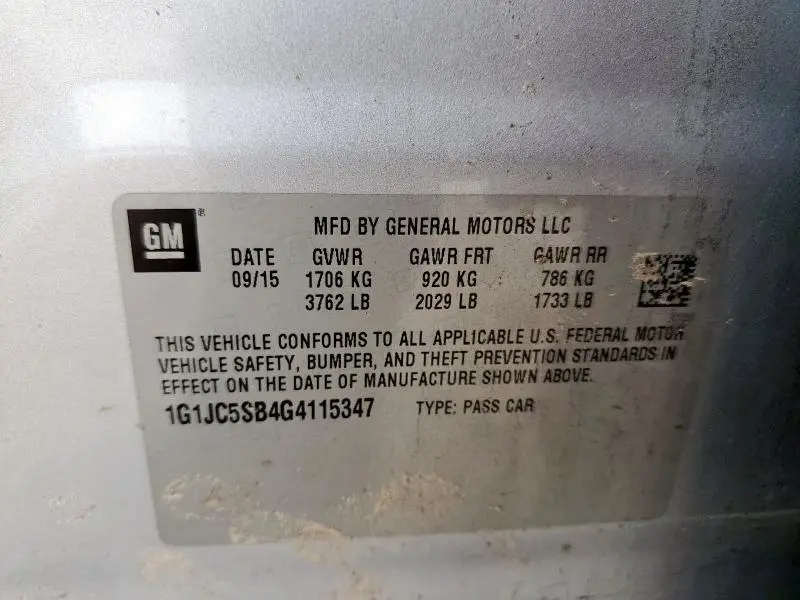 GM®
MFD BY GENERAL MOTORS LLC
DATE GVWR GAWR FRT GAWR RR
09/15 1706 KG 920 KG 786 KG
3762 LB 2029 LB 1733 LB
THIS VEHICLE CONFORMS TO ALL APPLICABLE U.S. FEDERAL MOTOR
VEHICLE SAFETY, BUMPER, AND THEFT PREVENTION STANDARDS IN
EFFECT ON THE DATE OF MANUFACTURE SHOWN ABOVE.
1G1JC5SB4G4115347 TYPE: PASS CAR